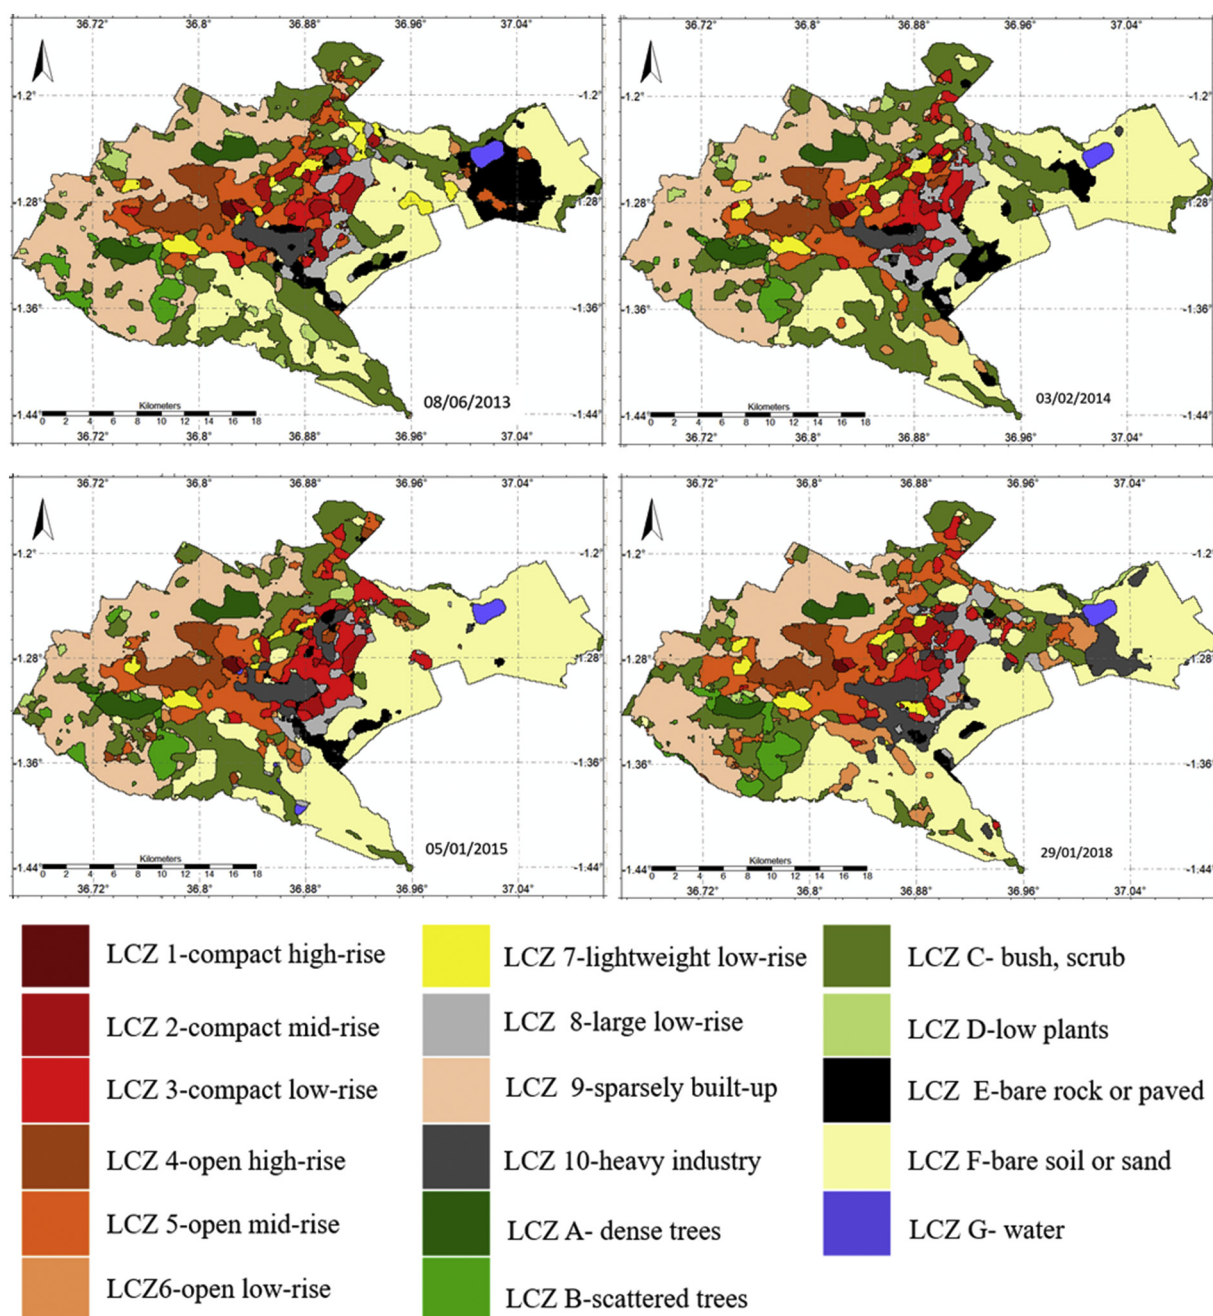 36.72 36.8 36.88 36.96 37.04
-1.2° -1.2°
-1.28° -1.28°
-1.36° -1.36°
-1.44° -1.44°
Kilometers
0 2 4 6 8 10 12 14 16 18
08/06/2013
36.72 36.8 36.88 36.96 37.04
36.72 36.8 36.88 36.96 37.04
-1.2° -1.2°
-1.28° -1.28°
-1.36° -1.36°
-1.44° -1.44°
Kilometers
0 2 4 6 8 10 12 14 16 18
03/02/2014
36.72 36.8 36.88 36.96 37.04
36.72 36.8 36.88 36.96 37.04
-1.2° -1.2°
-1.28° -1.28°
-1.36° -1.36°
-1.44° -1.44°
Kilometers
0 2 4 6 8 10 12 14 16 18
05/01/2015
36.72 36.8 36.88 36.96 37.04
36.72 36.8 36.88 36.96 37.04
-1.2° -1.2°
-1.28° -1.28°
-1.36° -1.36°
-1.44° -1.44°
Kilometers
0 2 4 6 8 10 12 14 16 18
29/01/2018
36.72 36.8 36.88 36.96 37.04
LCZ 1-compact high-rise
LCZ 2-compact mid-rise
LCZ 3-compact low-rise
LCZ 4-open high-rise
LCZ 5-open mid-rise
LCZ6-open low-rise
LCZ 7-lightweight low-rise
LCZ 8-large low-rise
LCZ 9-sparsely built-up
LCZ 10-heavy industry
LCZ A- dense trees
LCZ B-scattered trees
LCZ C- bush, scrub
LCZ D-low plants
LCZ E-bare rock or paved
LCZ F-bare soil or sand
LCZ G- water